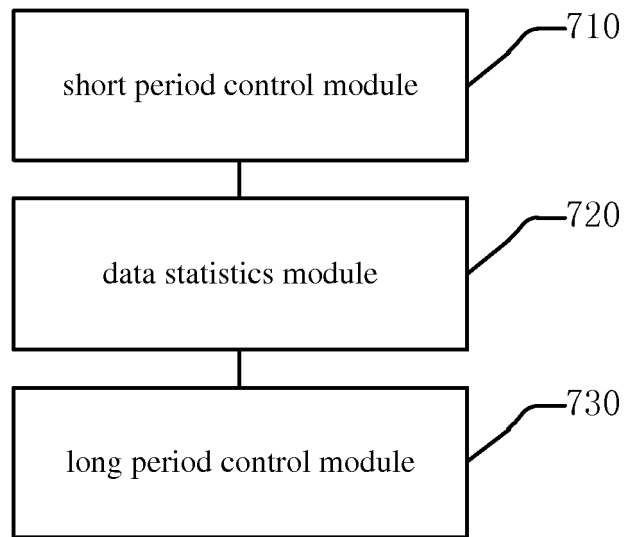 710
short period control module
720
data statistics module
730
long period control module